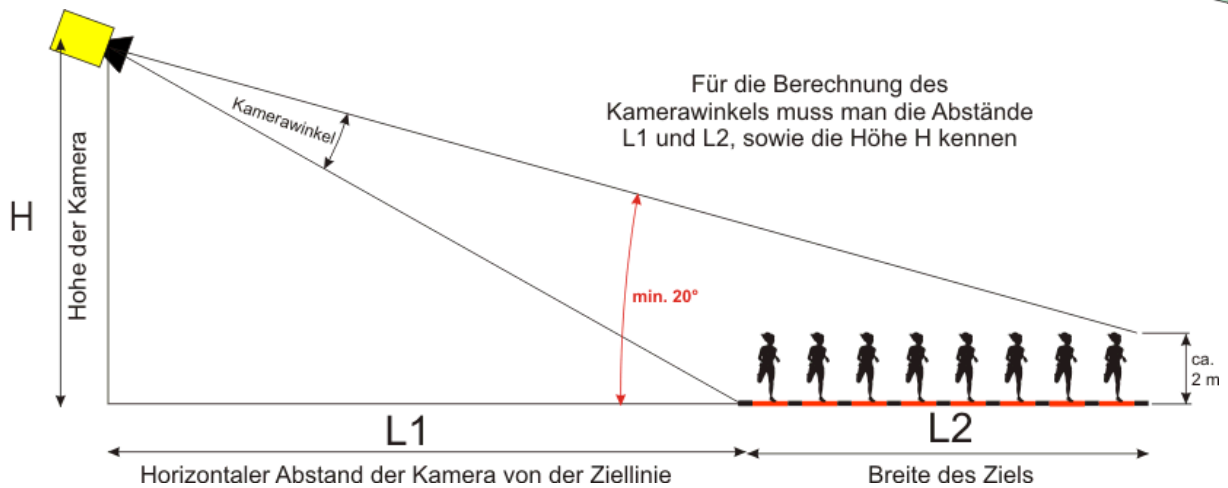 Für die Berechnung des
Kamerawinkels muss man die Abstände
L1 und L2, sowie die Höhe H kennen
Kamerawinkel
H
Hohe der Kamera
min. 20°
ca.
2 m
L1
L2
Horizontaler Abstand der Kamera von der Ziellinie
Breite des Ziels